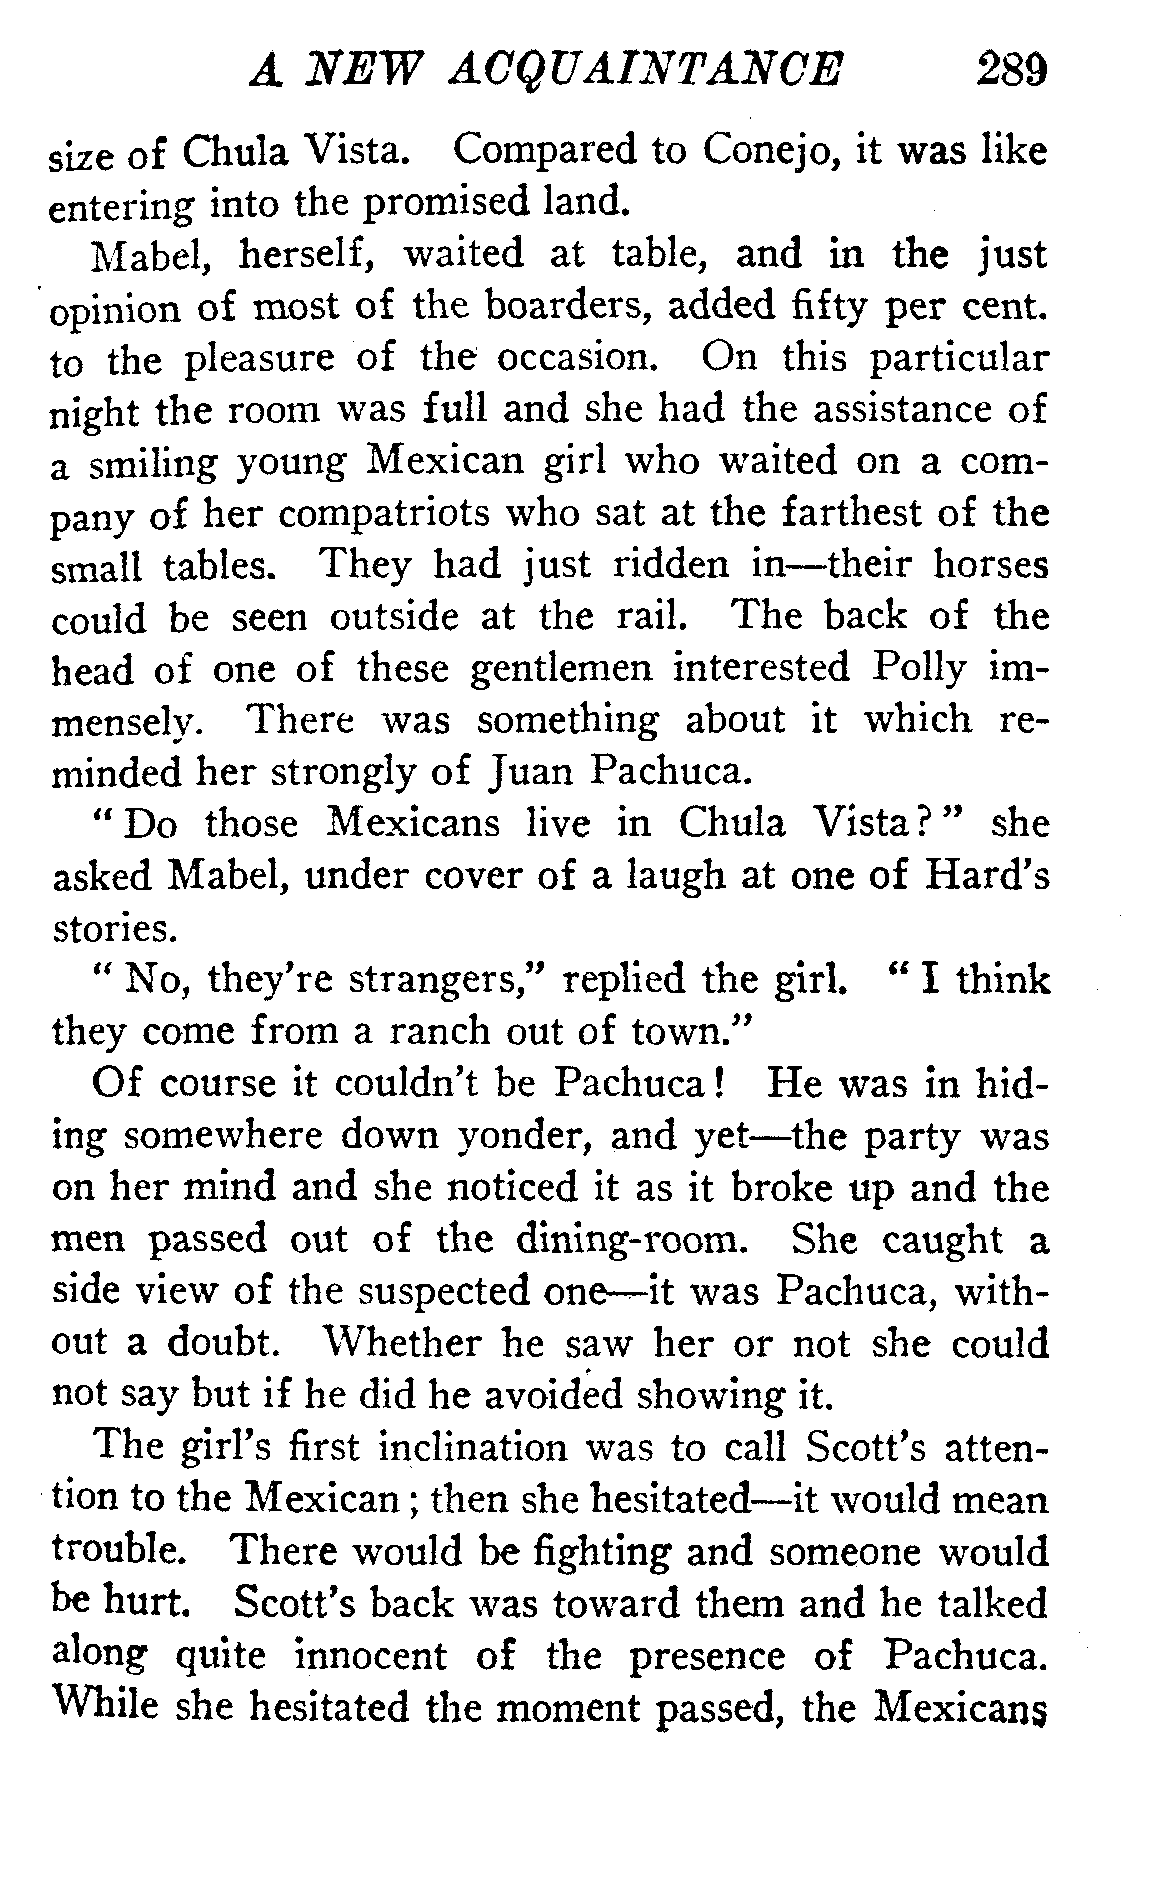 A NEW ACQUAINTANCE 289
size of Chula Vista. Compared to Conejo, it was like
entering into the promised land.
Mabel, herself, waited at table, and in the just
opinion of most of the boarders, added fifty per cent.
to the pleasure of the occasion. On this particular
night the room was full and she had the assistance of
a smiling young Mexican girl who waited on a com-
pany of her compatriots who sat at the farthest of the
small tables. They had just ridden in—their horses
could be seen outside at the rail. The back of the
head of one of these gentlemen interested Polly im-
mensely. There was something about it which re-
minded her strongly of Juan Pachuca.
"Do those Mexicans live in Chula Vista?" she
asked Mabel, under cover of a laugh at one of Hard's
stories.
"No, they're strangers," replied the girl. "I think
they come from a ranch out of town."
Of course it couldn't be Pachuca! He was in hid-
ing somewhere down yonder, and yet—the party was
on her mind and she noticed it as it broke up and the
men passed out of the dining-room. She caught a
side view of the suspected one—it was Pachuca, with-
out a doubt. Whether he saw her or not she could
not say but if he did he avoided showing it.
The girl's first inclination was to call Scott's atten-
tion to the Mexican; then she hesitated—it would mean
trouble. There would be fighting and someone would
be hurt. Scott's back was toward them and he talked
along quite innocent of the presence of Pachuca.
While she hesitated the moment passed, the Mexicans